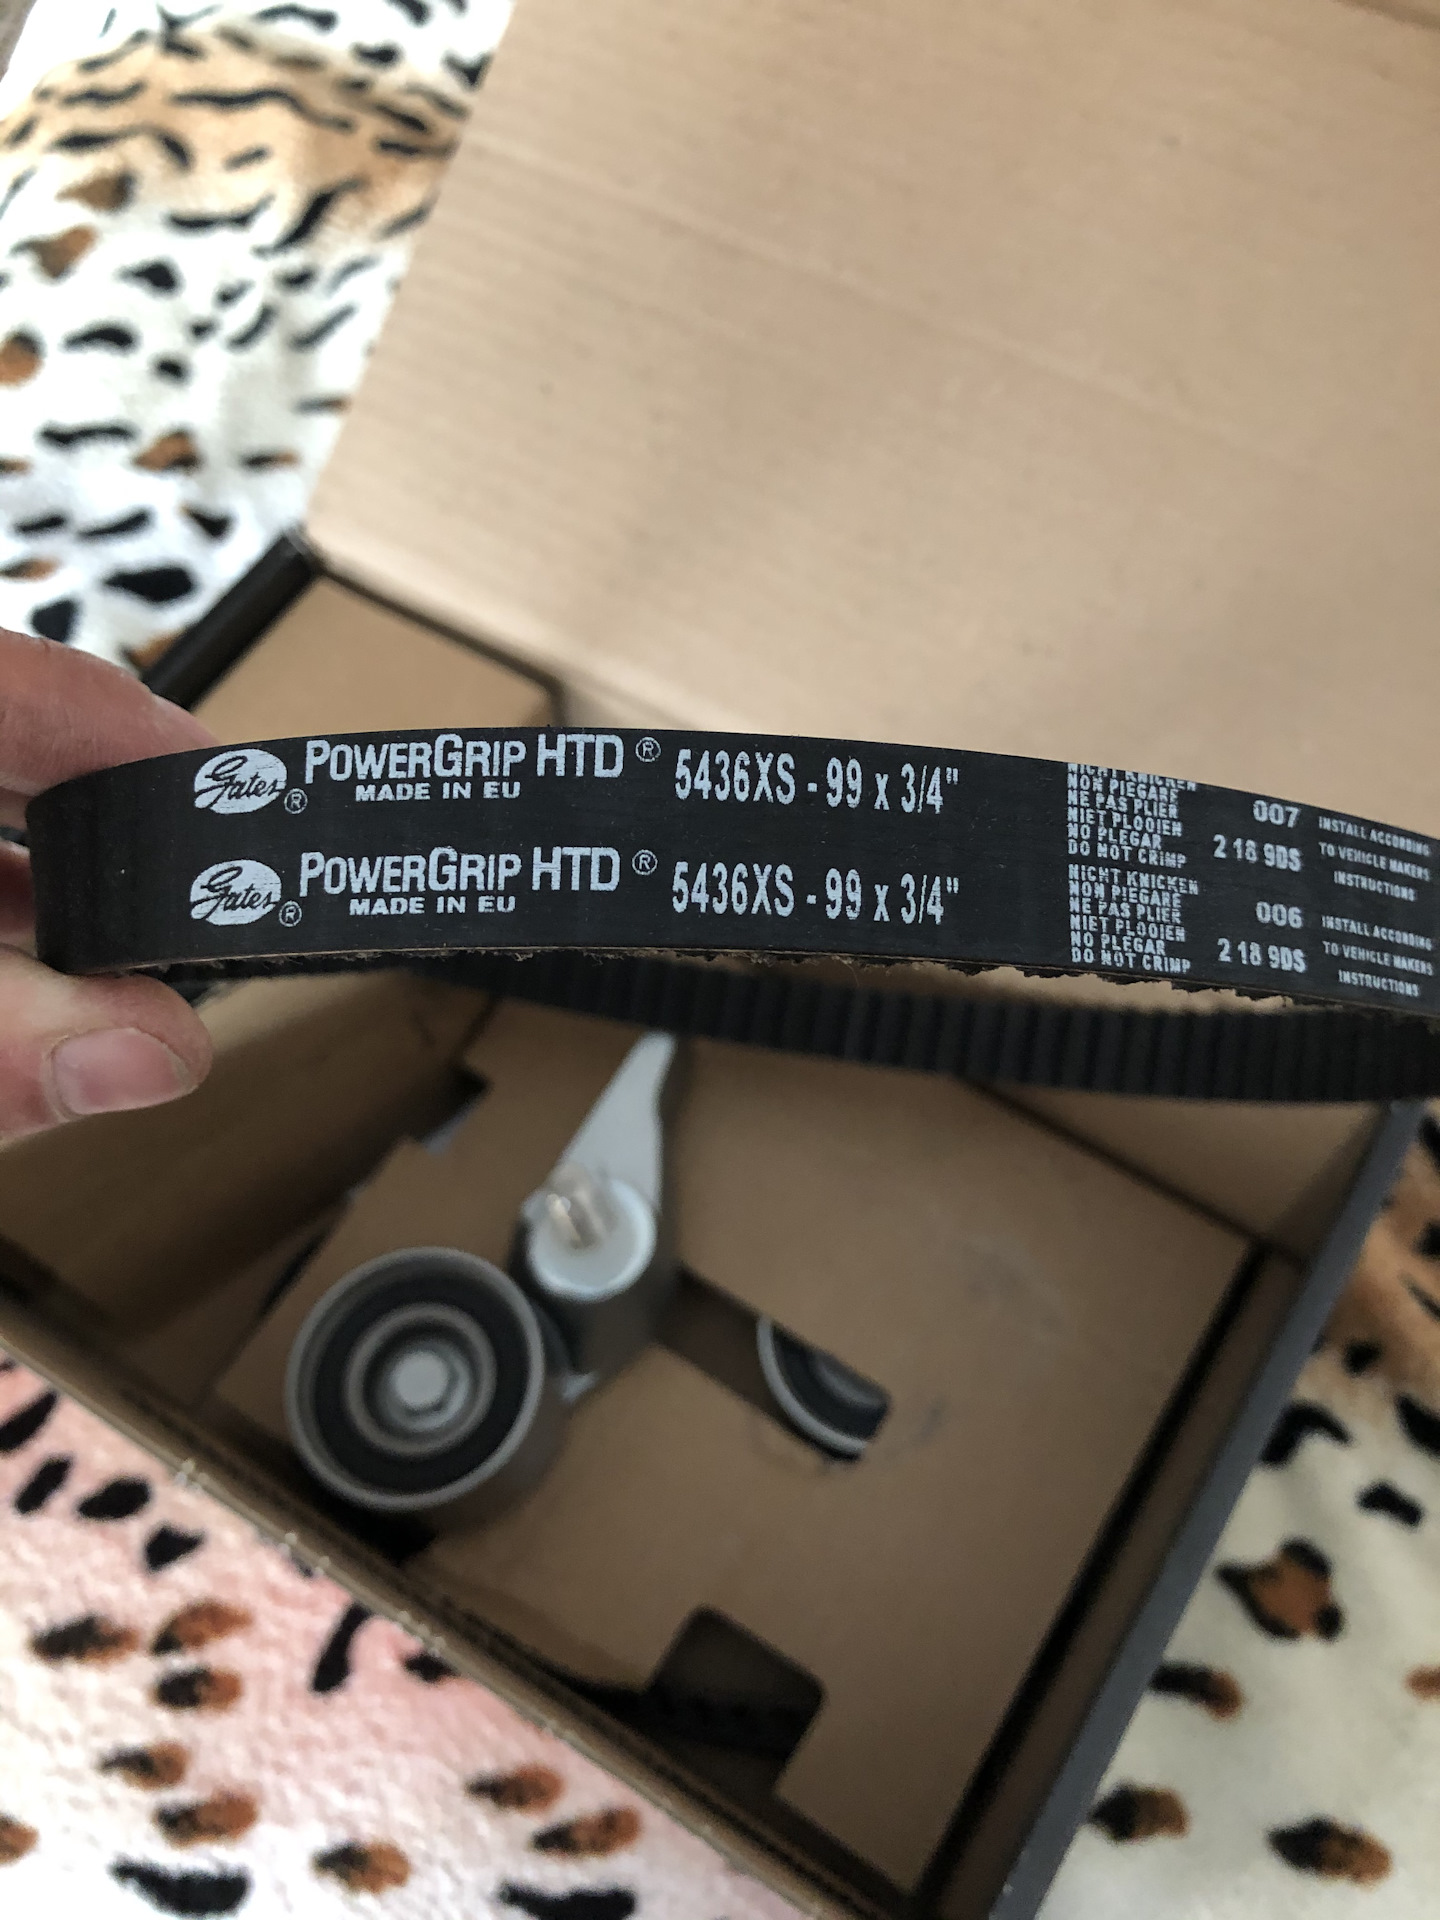 Gates® POWERGRIP HTD® 5436XS - 99 x 3/4"
MADE IN EU
NICHT KNICKEN
NON PIEGARE
NE PAS PLIER
NIET PLOOIEN
NO PLEGAR
DO NOT CRIMP
007
2 18 9DS
INSTALL ACCORDING
TO VEHICLE MAKERS
INSTRUCTIONS
Gates® POWERGRIP HTD® 5436XS - 99 x 3/4"
MADE IN EU
NICHT KNICKEN
NON PIEGARE
NE PAS PLIER
NIET PLOOIEN
NO PLEGAR
DO NOT CRIMP
006
2 18 9DS
INSTALL ACCORDING
TO VEHICLE MAKERS
INSTRUCTIONS